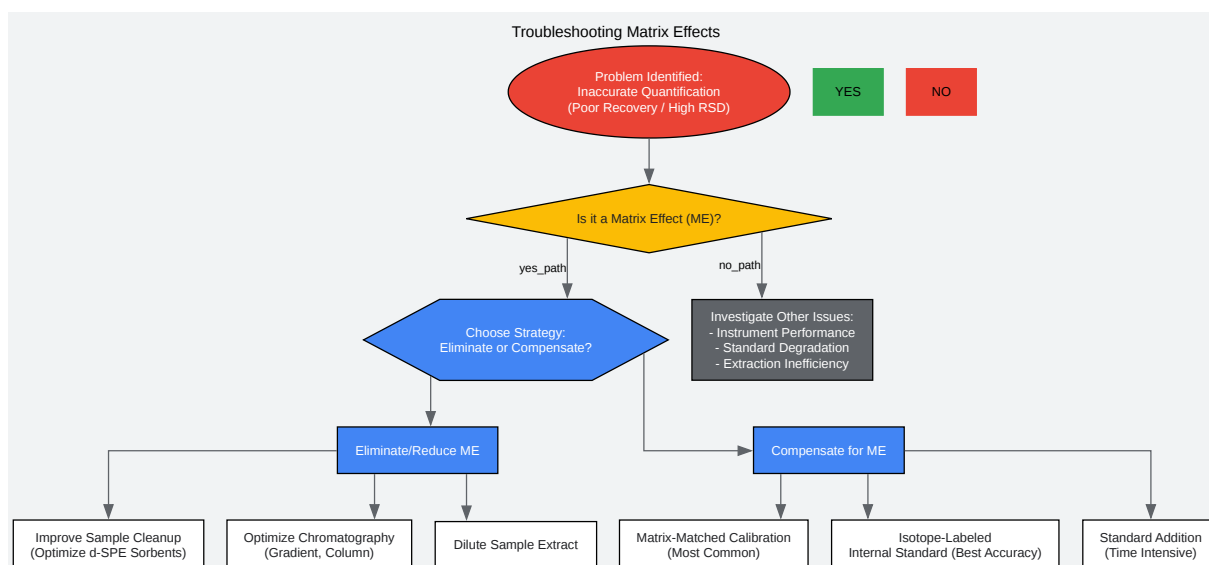 Troubleshooting Matrix Effects
Problem Identified:
Inaccurate Quantification
(Poor Recovery / High RSD)
YES
NO
Is it a Matrix Effect (ME)?
yes_path
no_path
Choose Strategy:
Eliminate or Compensate?
Investigate Other Issues:
- Instrument Performance
- Standard Degradation
- Extraction Inefficiency
Eliminate/Reduce ME
Compensate for ME
Improve Sample Cleanup
(Optimize d-SPE Sorbents)
Optimize Chromatography
(Gradient, Column)
Dilute Sample Extract
Matrix-Matched Calibration
(Most Common)
Isotope-Labeled
Internal Standard (Best Accuracy)
Standard Addition
(Time Intensive)